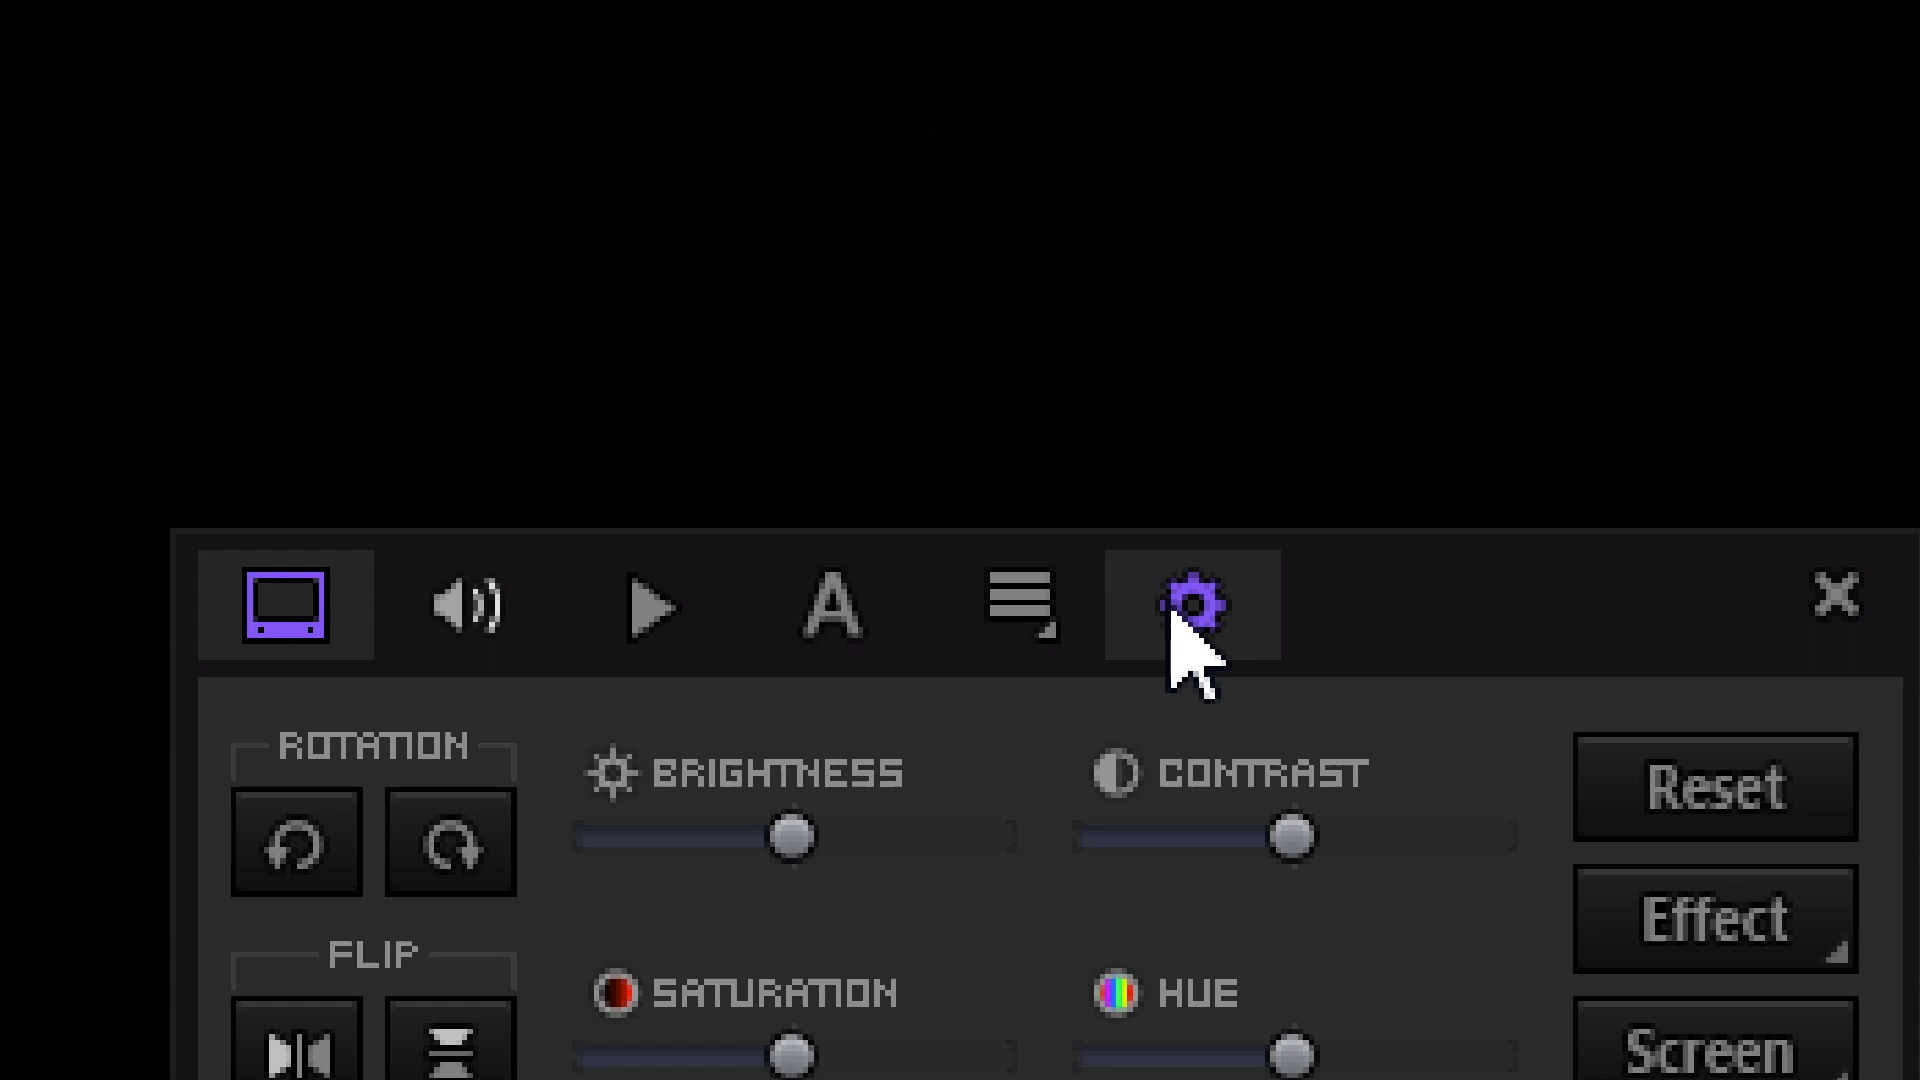 A
ROTATION
BRIGHTNESS
CONTRAST
Reset
Effect
FLIP
SATURATION
HUE
Screen